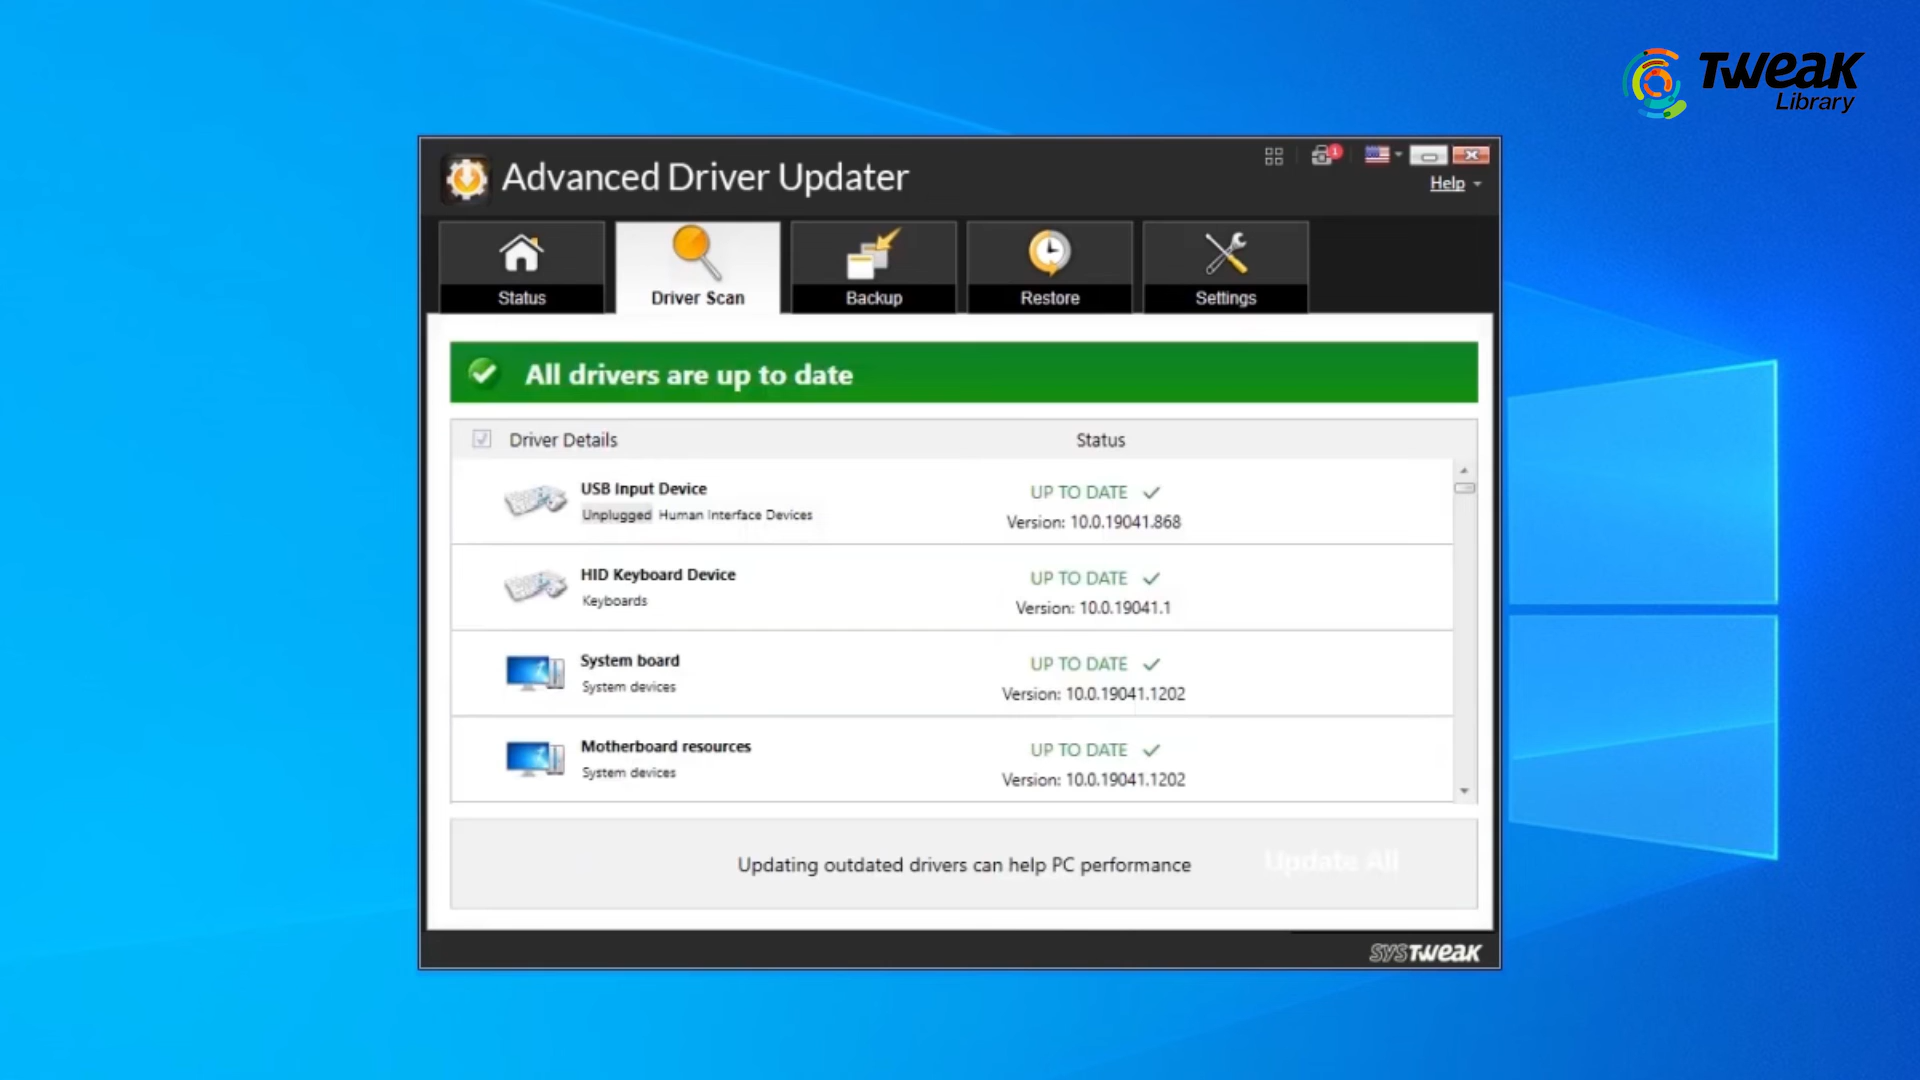 Tweak
Library
Advanced Driver Updater
1
Help
Status
Driver Scan
Backup
Restore
Settings
All drivers are up to date
Driver Details
Status
USB Input Device
Unplugged Human Interface Devices
UP TO DATE
Version: 10.0.19041.868
HID Keyboard Device
Keyboards
UP TO DATE
Version: 10.0.19041.1
System board
System devices
UP TO DATE
Version: 10.0.19041.1202
Motherboard resources
System devices
UP TO DATE
Version: 10.0.19041.1202
Updating outdated drivers can help PC performance
Update All
SYSTweak